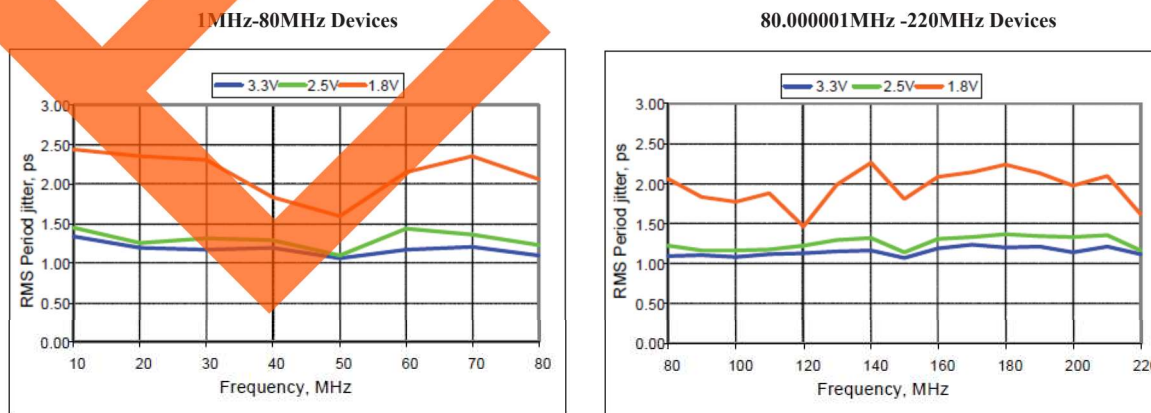 1MHz-80MHz Devices
80.000001MHz -220MHz Devices
3.3V 2.5V 1.8V
RMS Period jitter, ps
3.00
2.50
2.00
1.50
1.00
0.50
0.00
10 20 30 40 50 60 70 80
Frequency, MHz
3.3V 2.5V 1.8V
RMS Period jitter, ps
3.00
2.50
2.00
1.50
1.00
0.50
0.00
80 100 120 140 160 180 200 220
Frequency, MHz